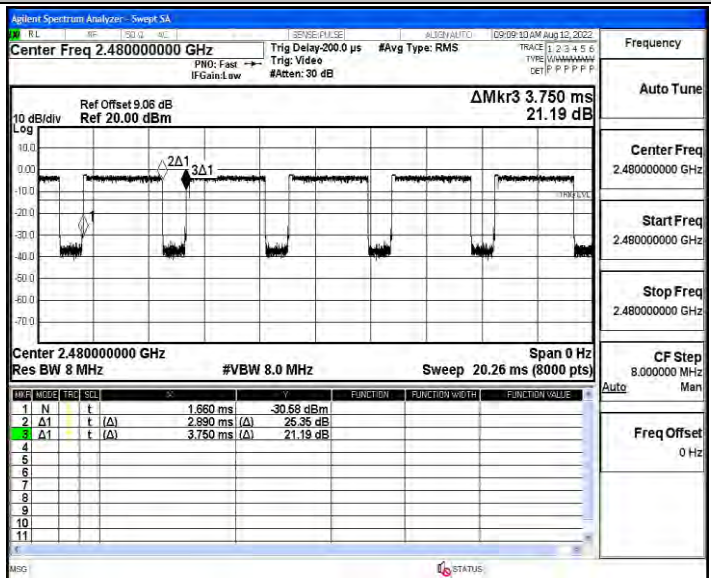 Agilent Spectrum Analyzer - Swept SA
RL RF 50 Ω AC SENSE:PULSE ALIGN AUTO 09:09:10 AM Aug 12, 2022
Center Freq 2.480000000 GHz Trig Delay-200.0 µs #Avg Type: RMS TRACE 1 2 3 4 5 6
PNO: Fast Trig: Video TYPE WWWWWW
IFGain:Low #Atten: 30 dB DET P P P P P P
Frequency
Auto Tune
Center Freq
2.480000000 GHz
Start Freq
2.480000000 GHz
Stop Freq
2.480000000 GHz
CF Step
8.000000 MHz
Auto Man
Freq Offset
0 Hz
ΔMkr3 3.750 ms
21.19 dB
Ref Offset 9.06 dB
10 dB/div Ref 20.00 dBm
Log
10.0
0.00
-10.0
-20.0
-30.0
-40.0
-50.0
-60.0
-70.0
2Δ1
3Δ1
1
TRIG LVL
Center 2.480000000 GHz Span 0 Hz
Res BW 8 MHz #VBW 8.0 MHz Sweep 20.26 ms (8000 pts)
MKR MODE TRC SCL X Y FUNCTION FUNCTION WIDTH FUNCTION VALUE
1 N t 1.660 ms -30.58 dBm
2 Δ1 t (Δ) 2.890 ms (Δ) 25.35 dB
3 Δ1 t (Δ) 3.750 ms (Δ) 21.19 dB
4
5
6
7
8
9
10
11
MSG STATUS